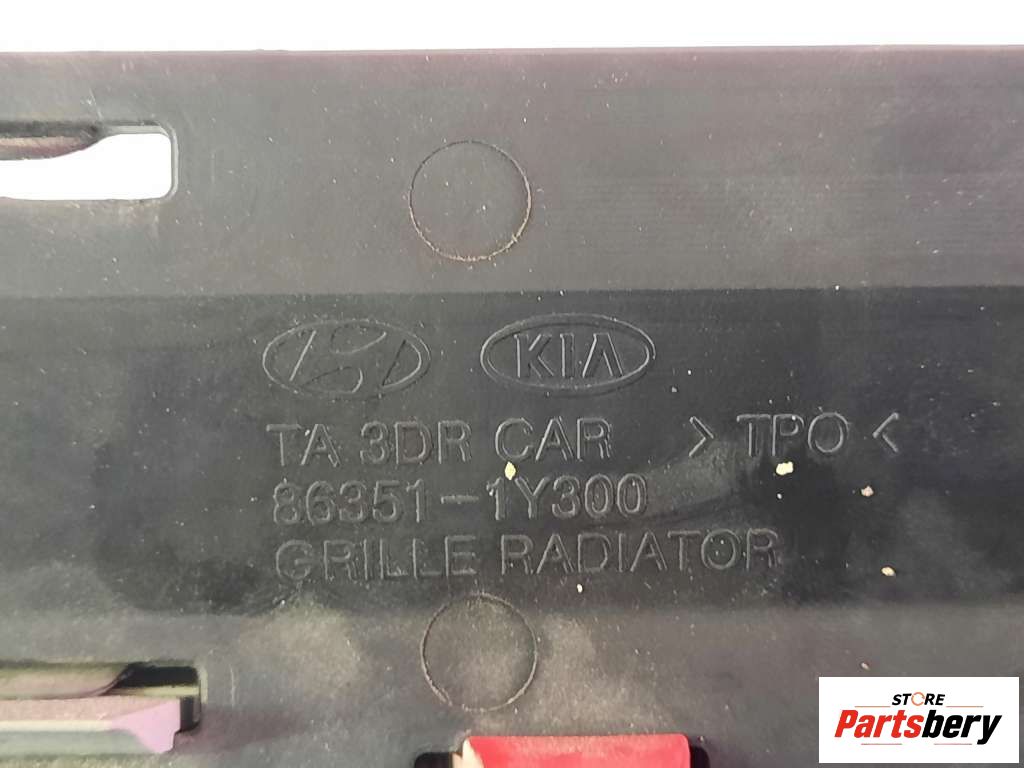 KIA
TA 3DR CAR > TPO <
86351-1Y300
GRILLE RADIATOR
STORE
Partsbery